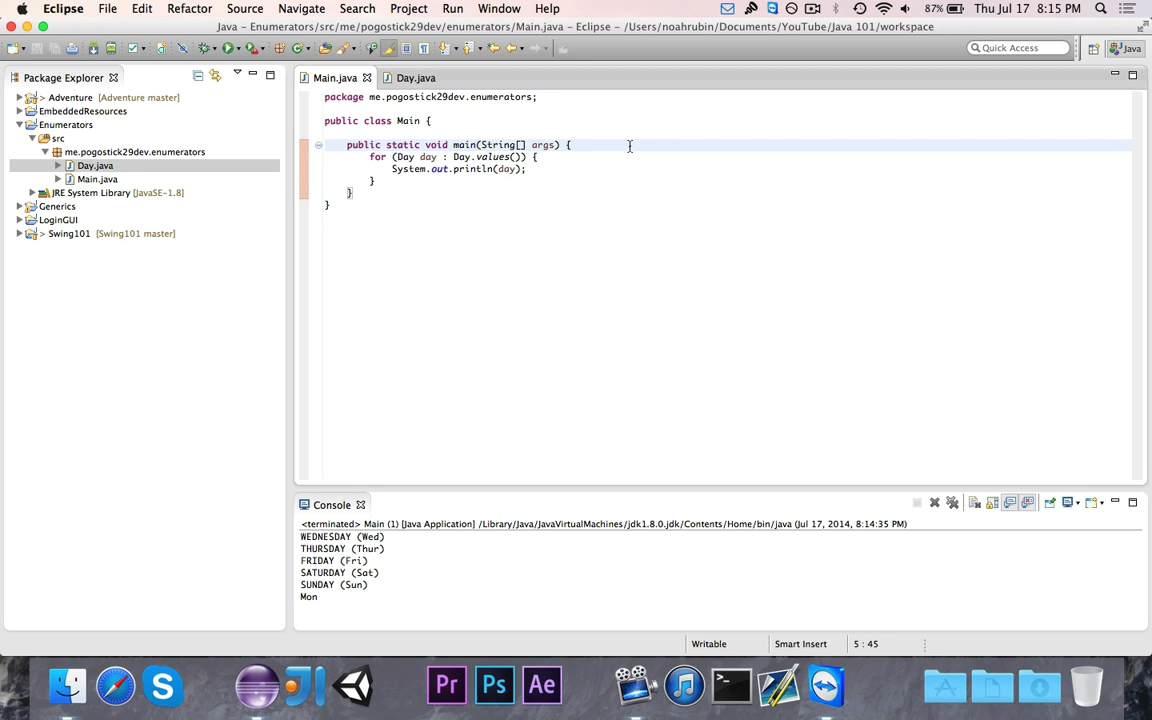 Eclipse File Edit Refactor Source Navigate Search Project Run Window Help 87% Thu Jul 17 8:15 PM
Java – Enumerators/src/me/pogostick29dev/enumerators/Main.java – Eclipse – /Users/noahrubin/Documents/YouTube/Java 101/workspace
Quick Access Java
Package Explorer
> Adventure [Adventure master]
EmbeddedResources
Enumerators
src
me.pogostick29dev.enumerators
Day.java
Main.java
JRE System Library [JavaSE-1.8]
Generics
LoginGUI
> Swing101 [Swing101 master]
Main.java Day.java
package me.pogostick29dev.enumerators;
public class Main {
public static void main(String[] args) {
for (Day day : Day.values()) {
System.out.println(day);
}
}
}
Console
<terminated> Main (1) [Java Application] /Library/Java/JavaVirtualMachines/jdk1.8.0.jdk/Contents/Home/bin/java (Jul 17, 2014, 8:14:35 PM)
WEDNESDAY (Wed)
THURSDAY (Thur)
FRIDAY (Fri)
SATURDAY (Sat)
SUNDAY (Sun)
Mon
Writable Smart Insert 5 : 45
Pr Ps Ae >_